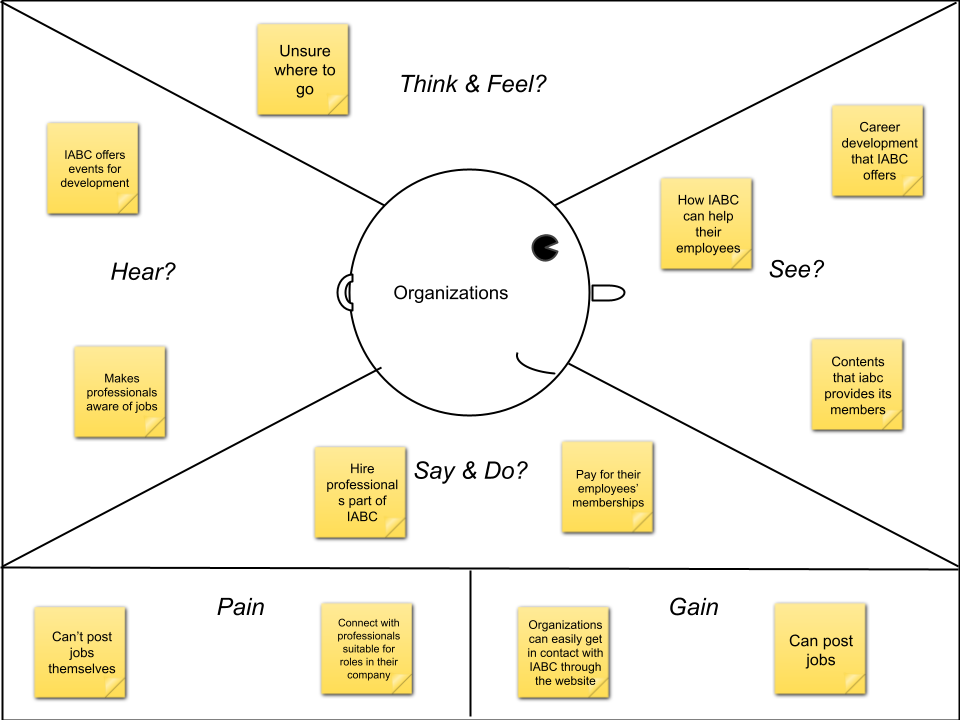 Think & Feel?
Unsure
where to
go
Hear?
IABC offers
events for
development
Makes
professionals
aware of jobs
Organizations
See?
How IABC
can help
their
employees
Career
development
that IABC
offers
Contents
that iabc
provides its
members
Say & Do?
Hire
professional
s part of
IABC
Pay for their
employees’
memberships
Pain
Can’t post
jobs
themselves
Connect with
professionals
suitable for
roles in their
company
Gain
Organizations
can easily get
in contact with
IABC through
the website
Can post
jobs